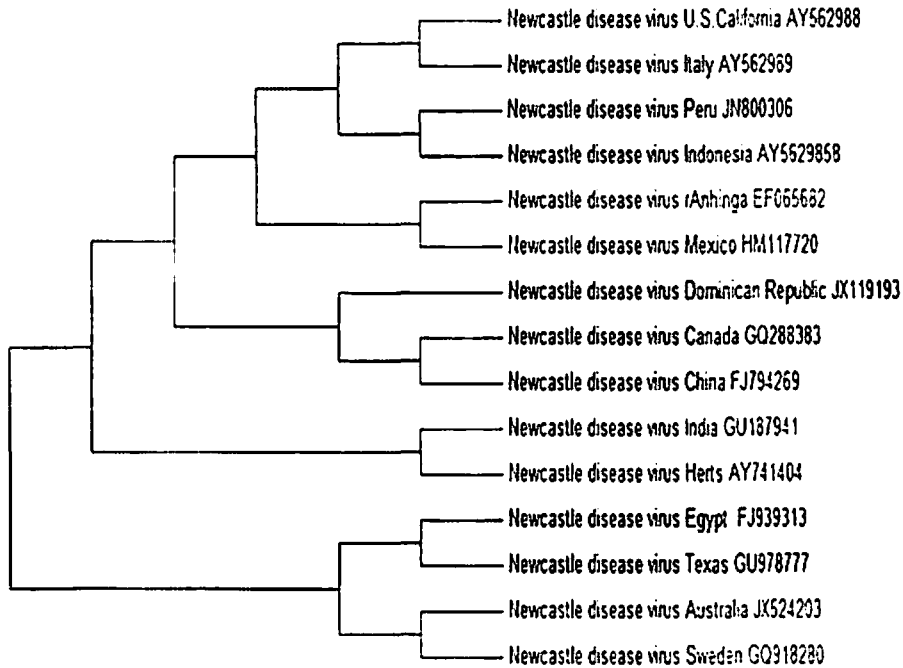 Newcastle disease virus U.S.California AY562988
Newcastle disease virus Italy AY562989
Newcastle disease virus Peru JN800306
Newcastle disease virus Indonesia AY5629858
Newcastle disease virus rAnhinga EF065682
Newcastle disease virus Mexico HM117720
Newcastle disease virus Dominican Republic JX119193
Newcastle disease virus Canada GQ288383
Newcastle disease virus China FJ794269
Newcastle disease virus India GU187941
Newcastle disease virus Herts AY741404
Newcastle disease virus Egypt FJ939313
Newcastle disease virus Texas GU978777
Newcastle disease virus Australia JX524203
Newcastle disease virus Sweden GQ918280